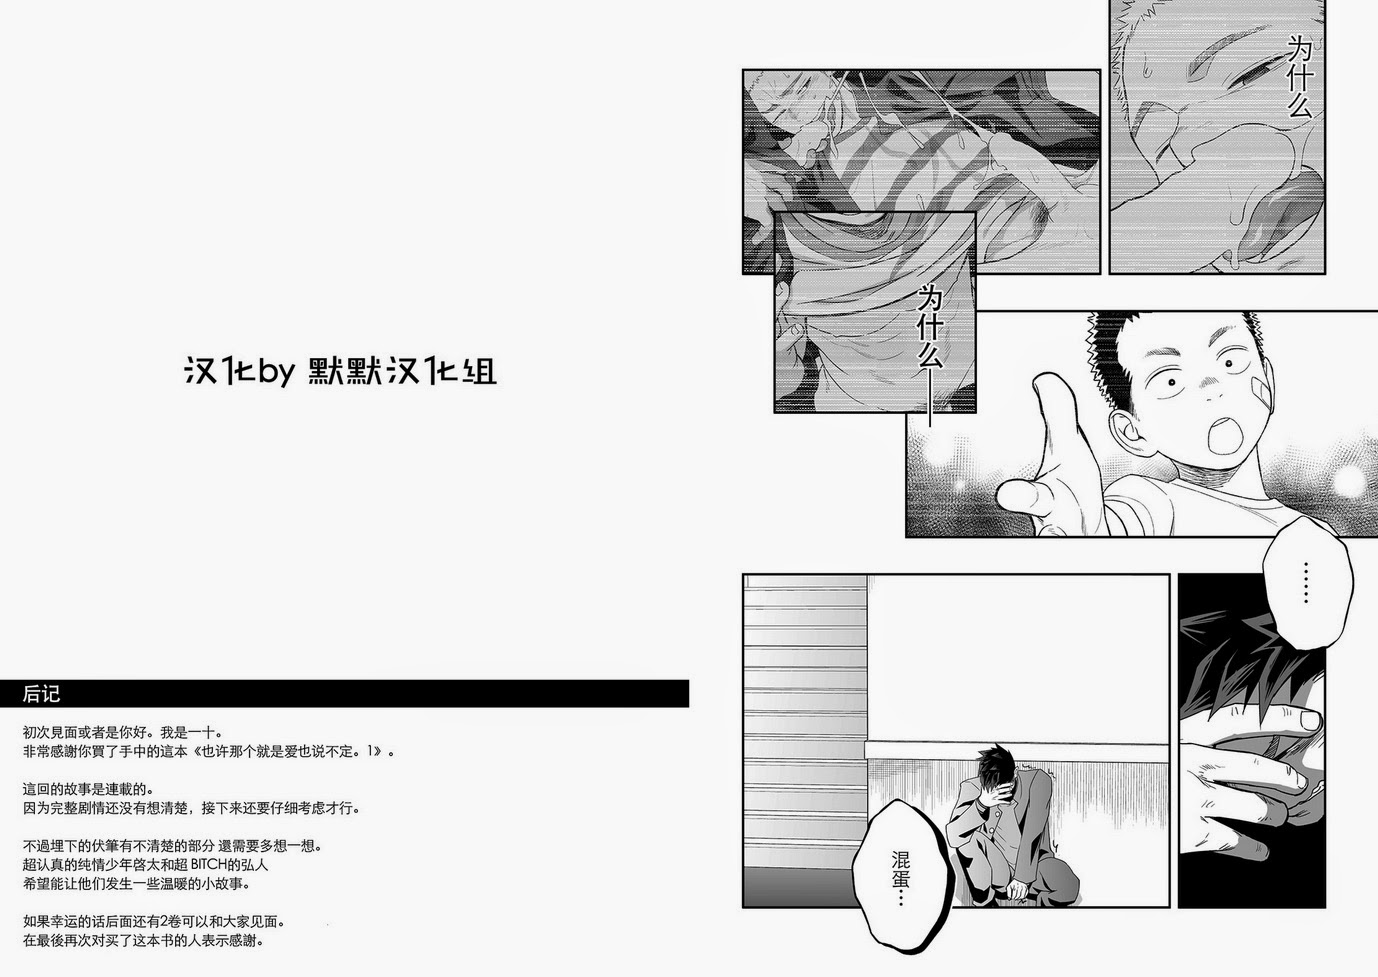 为什么
为什么——
……
混蛋…
汉化by 默默汉化组
后记
初次見面或者是你好。我是一十。
非常感謝你買了手中的這本《也许那个就是爱也说不定。1》。
這回的故事是連載的。
因为完整剧情还没有想清楚，接下来还要仔细考虑才行。
不過埋下的伏筆有不清楚的部分 還需要多想一想。
超认真的纯情少年啓太和超 BITCH的弘人
希望能让他们发生一些温暖的小故事。
如果幸运的话后面还有2卷可以和大家见面。
在最後再次对买了这本书的人表示感謝。